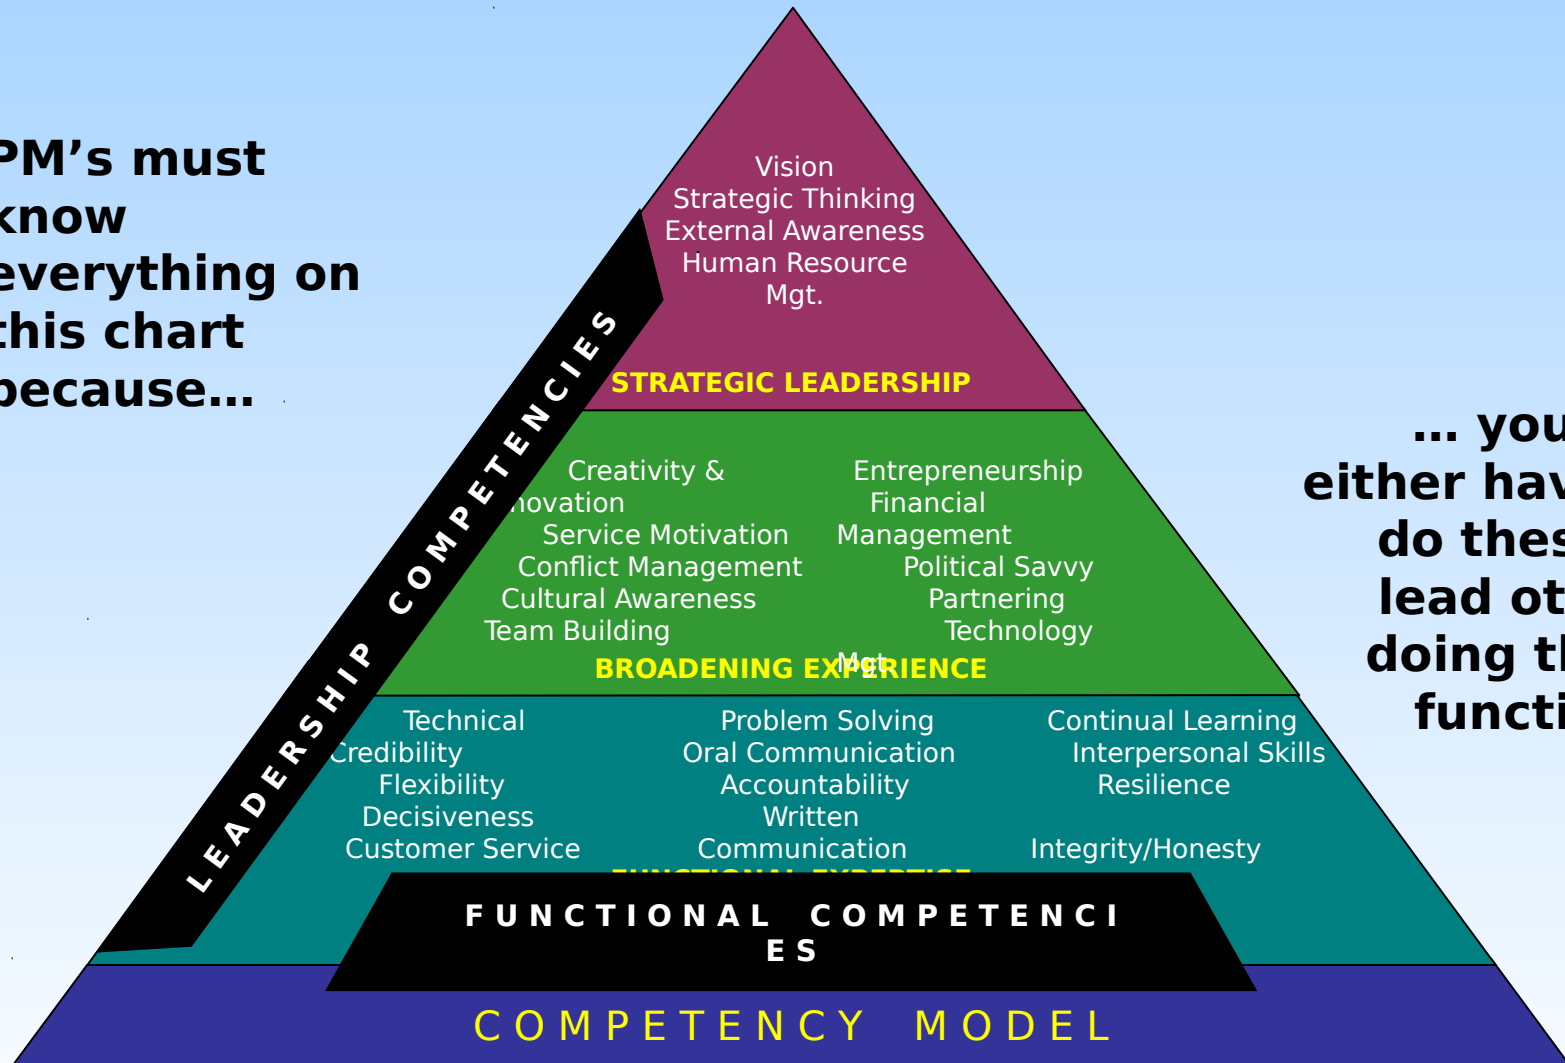 PM’s must
know
everything on
this chart
because…
Vision
Strategic Thinking
External Awareness
Human Resource
Mgt.
STRATEGIC LEADERSHIP
LEADERSHIP COMPETENCIES
… you
either hav
do thes
lead ot
doing th
functi
Creativity &
novation
Service Motivation
Conflict Management
Cultural Awareness
Team Building
Entrepreneurship
Financial
Management
Political Savvy
Partnering
Technology
Mgt.
BROADENING EXPERIENCE
Technical
Credibility
Flexibility
Decisiveness
Customer Service
Problem Solving
Oral Communication
Accountability
Written
Communication
Continual Learning
Interpersonal Skills
Resilience
Integrity/Honesty
FUNCTIONAL EXPERTISE
FUNCTIONAL COMPETENCI
ES
COMPETENCY MODEL